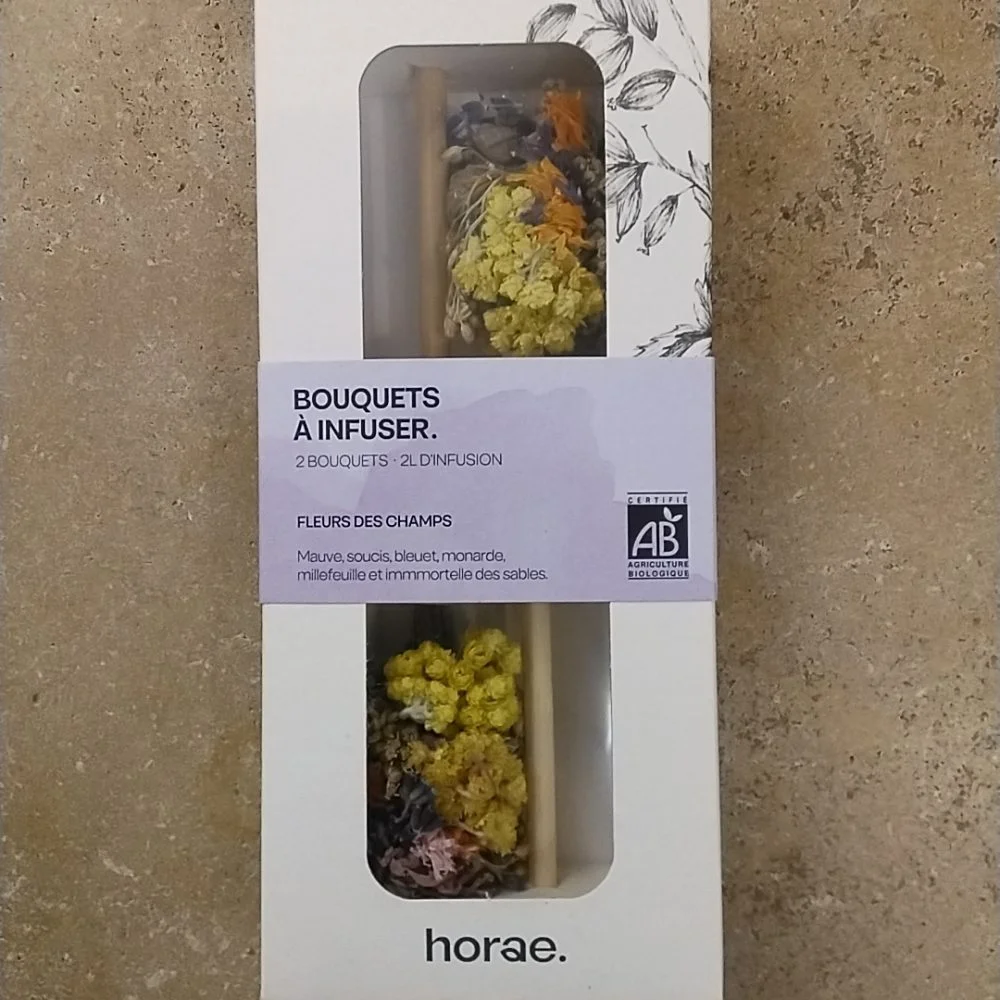 BOUQUETS
À INFUSER.
2 BOUQUETS · 2L D'INFUSION
FLEURS DES CHAMPS
Mauve, soucis, bleuet, monarde,
millefeuille et immmortelle des sables.
CERTIFIÉ
AB
AGRICULTURE
BIOLOGIQUE
horae.